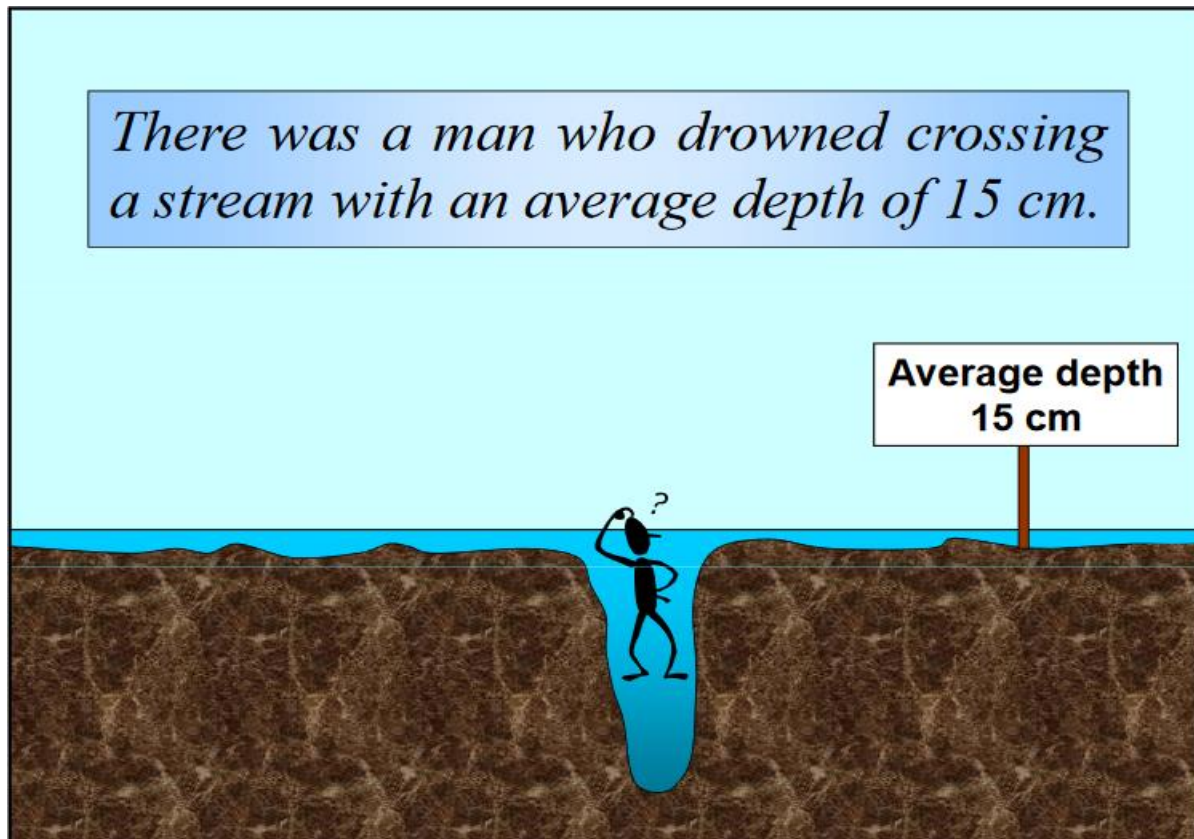 There was a man who drowned crossing
a stream with an average depth of 15 cm.
Average depth
15 cm
?